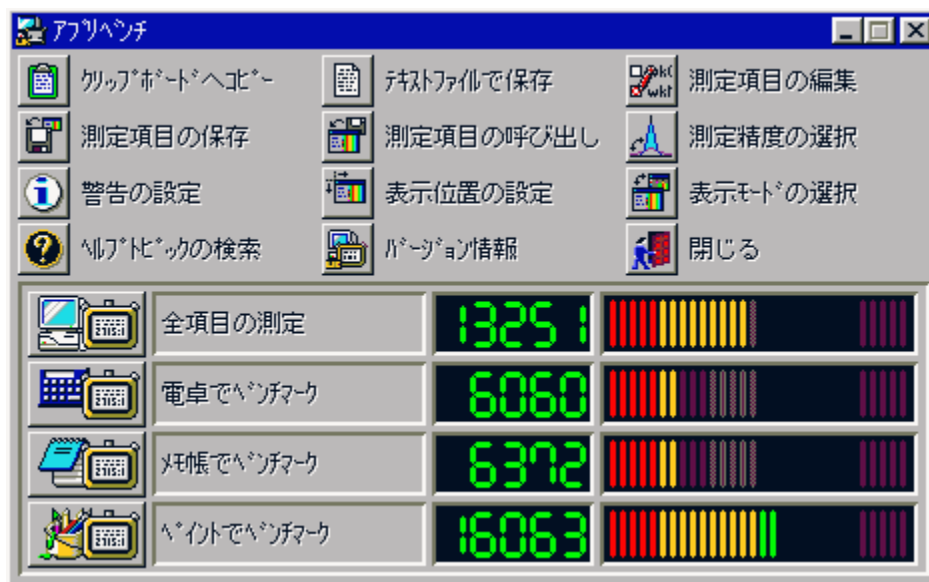 ｱﾌﾟﾘﾍﾞﾝﾁ
ｸﾘｯﾌﾟﾎﾞｰﾄﾞへｺﾋﾟｰ
ﾃｷｽﾄﾌｧｲﾙで保存
測定項目の編集
測定項目の保存
測定項目の呼び出し
測定精度の選択
警告の設定
表示位置の設定
表示ﾓｰﾄﾞの選択
ﾍﾙﾌﾟﾄﾋﾟｯｸの検索
ﾊﾞｰｼﾞｮﾝ情報
閉じる
全項目の測定
13251
電卓でﾍﾞﾝﾁﾏｰｸ
6060
ﾒﾓ帳でﾍﾞﾝﾁﾏｰｸ
6372
ﾍﾟｲﾝﾄでﾍﾞﾝﾁﾏｰｸ
16063